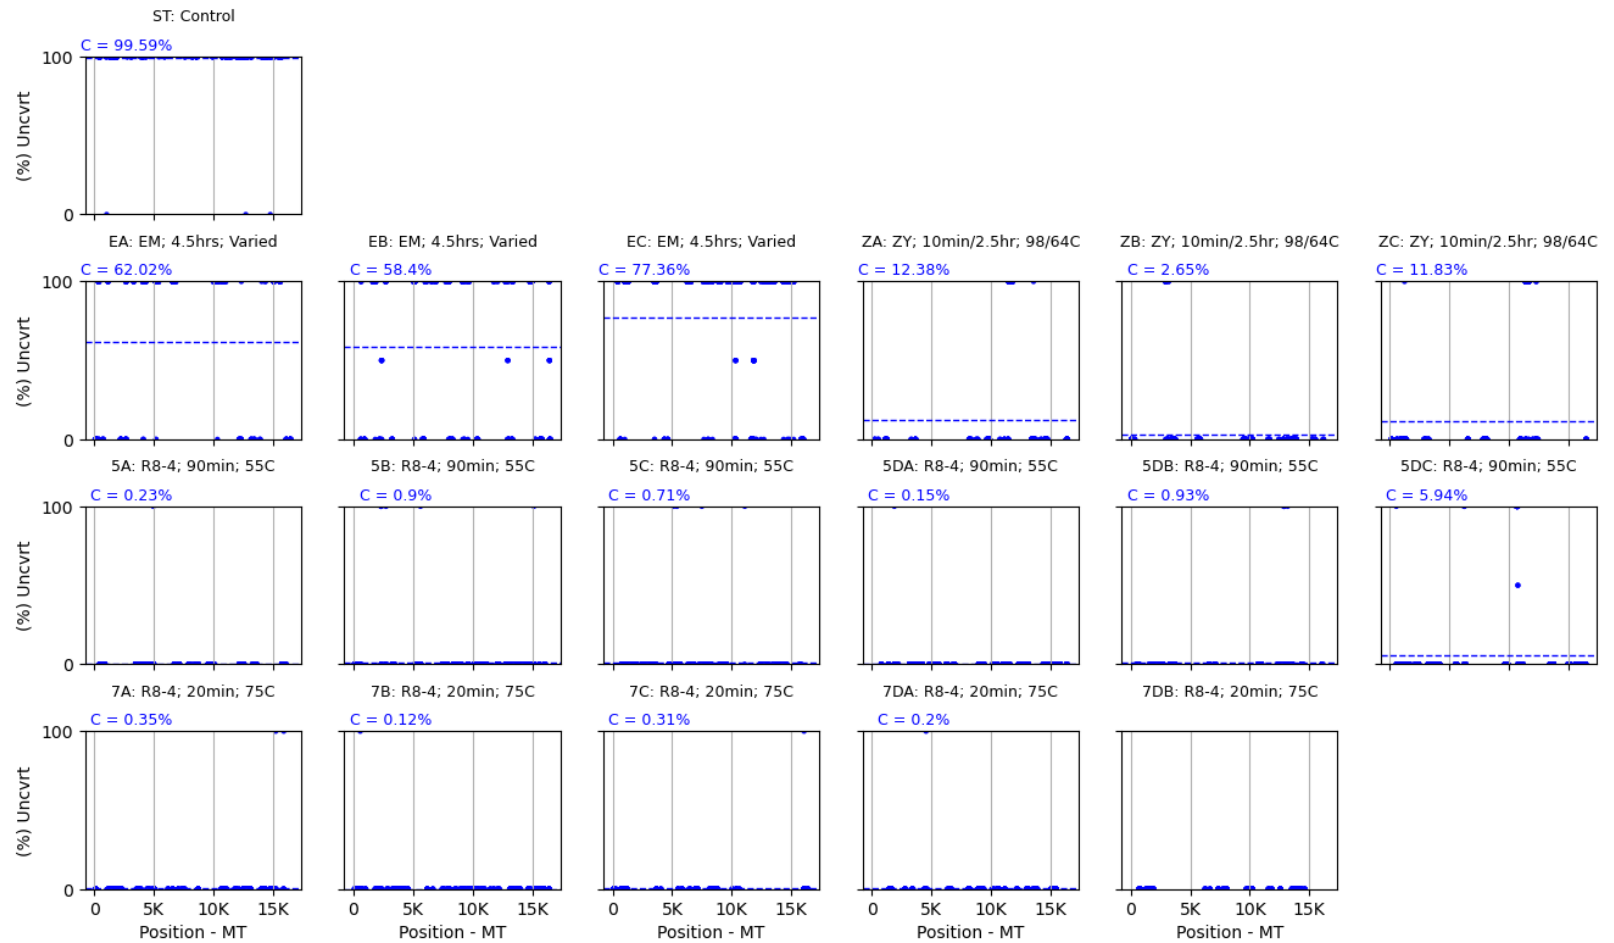 ST: Control
C = 99.59%
100
(%) Uncvrt
0
EA: EM; 4.5hrs; Varied
EB: EM; 4.5hrs; Varied
EC: EM; 4.5hrs; Varied
ZA: ZY; 10min/2.5hr; 98/64C
ZB: ZY; 10min/2.5hr; 98/64C
ZC: ZY; 10min/2.5hr; 98/64C
C = 62.02%
C = 58.4%
C = 77.36%
C = 12.38%
C = 2.65%
C = 11.83%
100
(%) Uncvrt
0
5A: R8-4; 90min; 55C
5B: R8-4; 90min; 55C
5C: R8-4; 90min; 55C
5DA: R8-4; 90min; 55C
5DB: R8-4; 90min; 55C
5DC: R8-4; 90min; 55C
C = 0.23%
C = 0.9%
C = 0.71%
C = 0.15%
C = 0.93%
C = 5.94%
100
(%) Uncvrt
0
7A: R8-4; 20min; 75C
7B: R8-4; 20min; 75C
7C: R8-4; 20min; 75C
7DA: R8-4; 20min; 75C
7DB: R8-4; 20min; 75C
C = 0.35%
C = 0.12%
C = 0.31%
C = 0.2%
100
(%) Uncvrt
0
0 5K 10K 15K
0 5K 10K 15K
0 5K 10K 15K
0 5K 10K 15K
0 5K 10K 15K
Position - MT
Position - MT
Position - MT
Position - MT
Position - MT